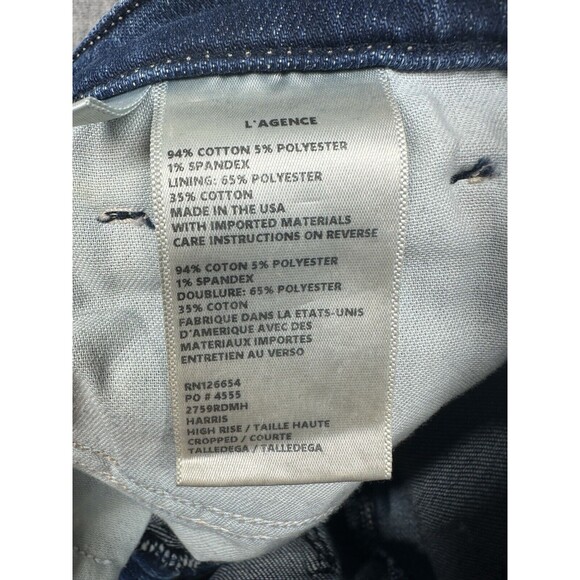 L'AGENCE
94% COTTON 5% POLYESTER
1% SPANDEX
LINING: 65% POLYESTER
35% COTTON
MADE IN THE USA
WITH IMPORTED MATERIALS
CARE INSTRUCTIONS ON REVERSE
94% COTON 5% POLYESTER
1% SPANDEX
DOUBLURE: 65% POLYESTER
35% COTON
FABRIQUE DANS LA ETATS-UNIS
D'AMERIQUE AVEC DES
MATERIAUX IMPORTES
ENTRETIEN AU VERSO
RN126654
PO # 4555
2759RDMH
HARRIS
HIGH RISE / TAILLE HAUTE
CROPPED / COURTE
TALLEDEGA / TALLEDEGA